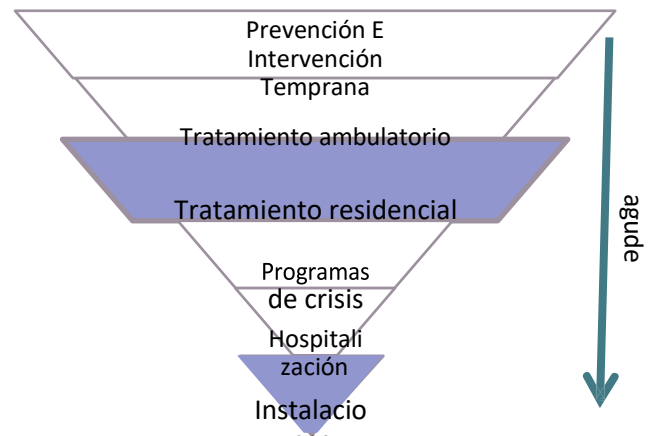 Prevención E
Intervención
Temprana
Tratamiento ambulatorio
Tratamiento residencial
Programas
de crisis
Hospitali
zación
Instalacio
agude